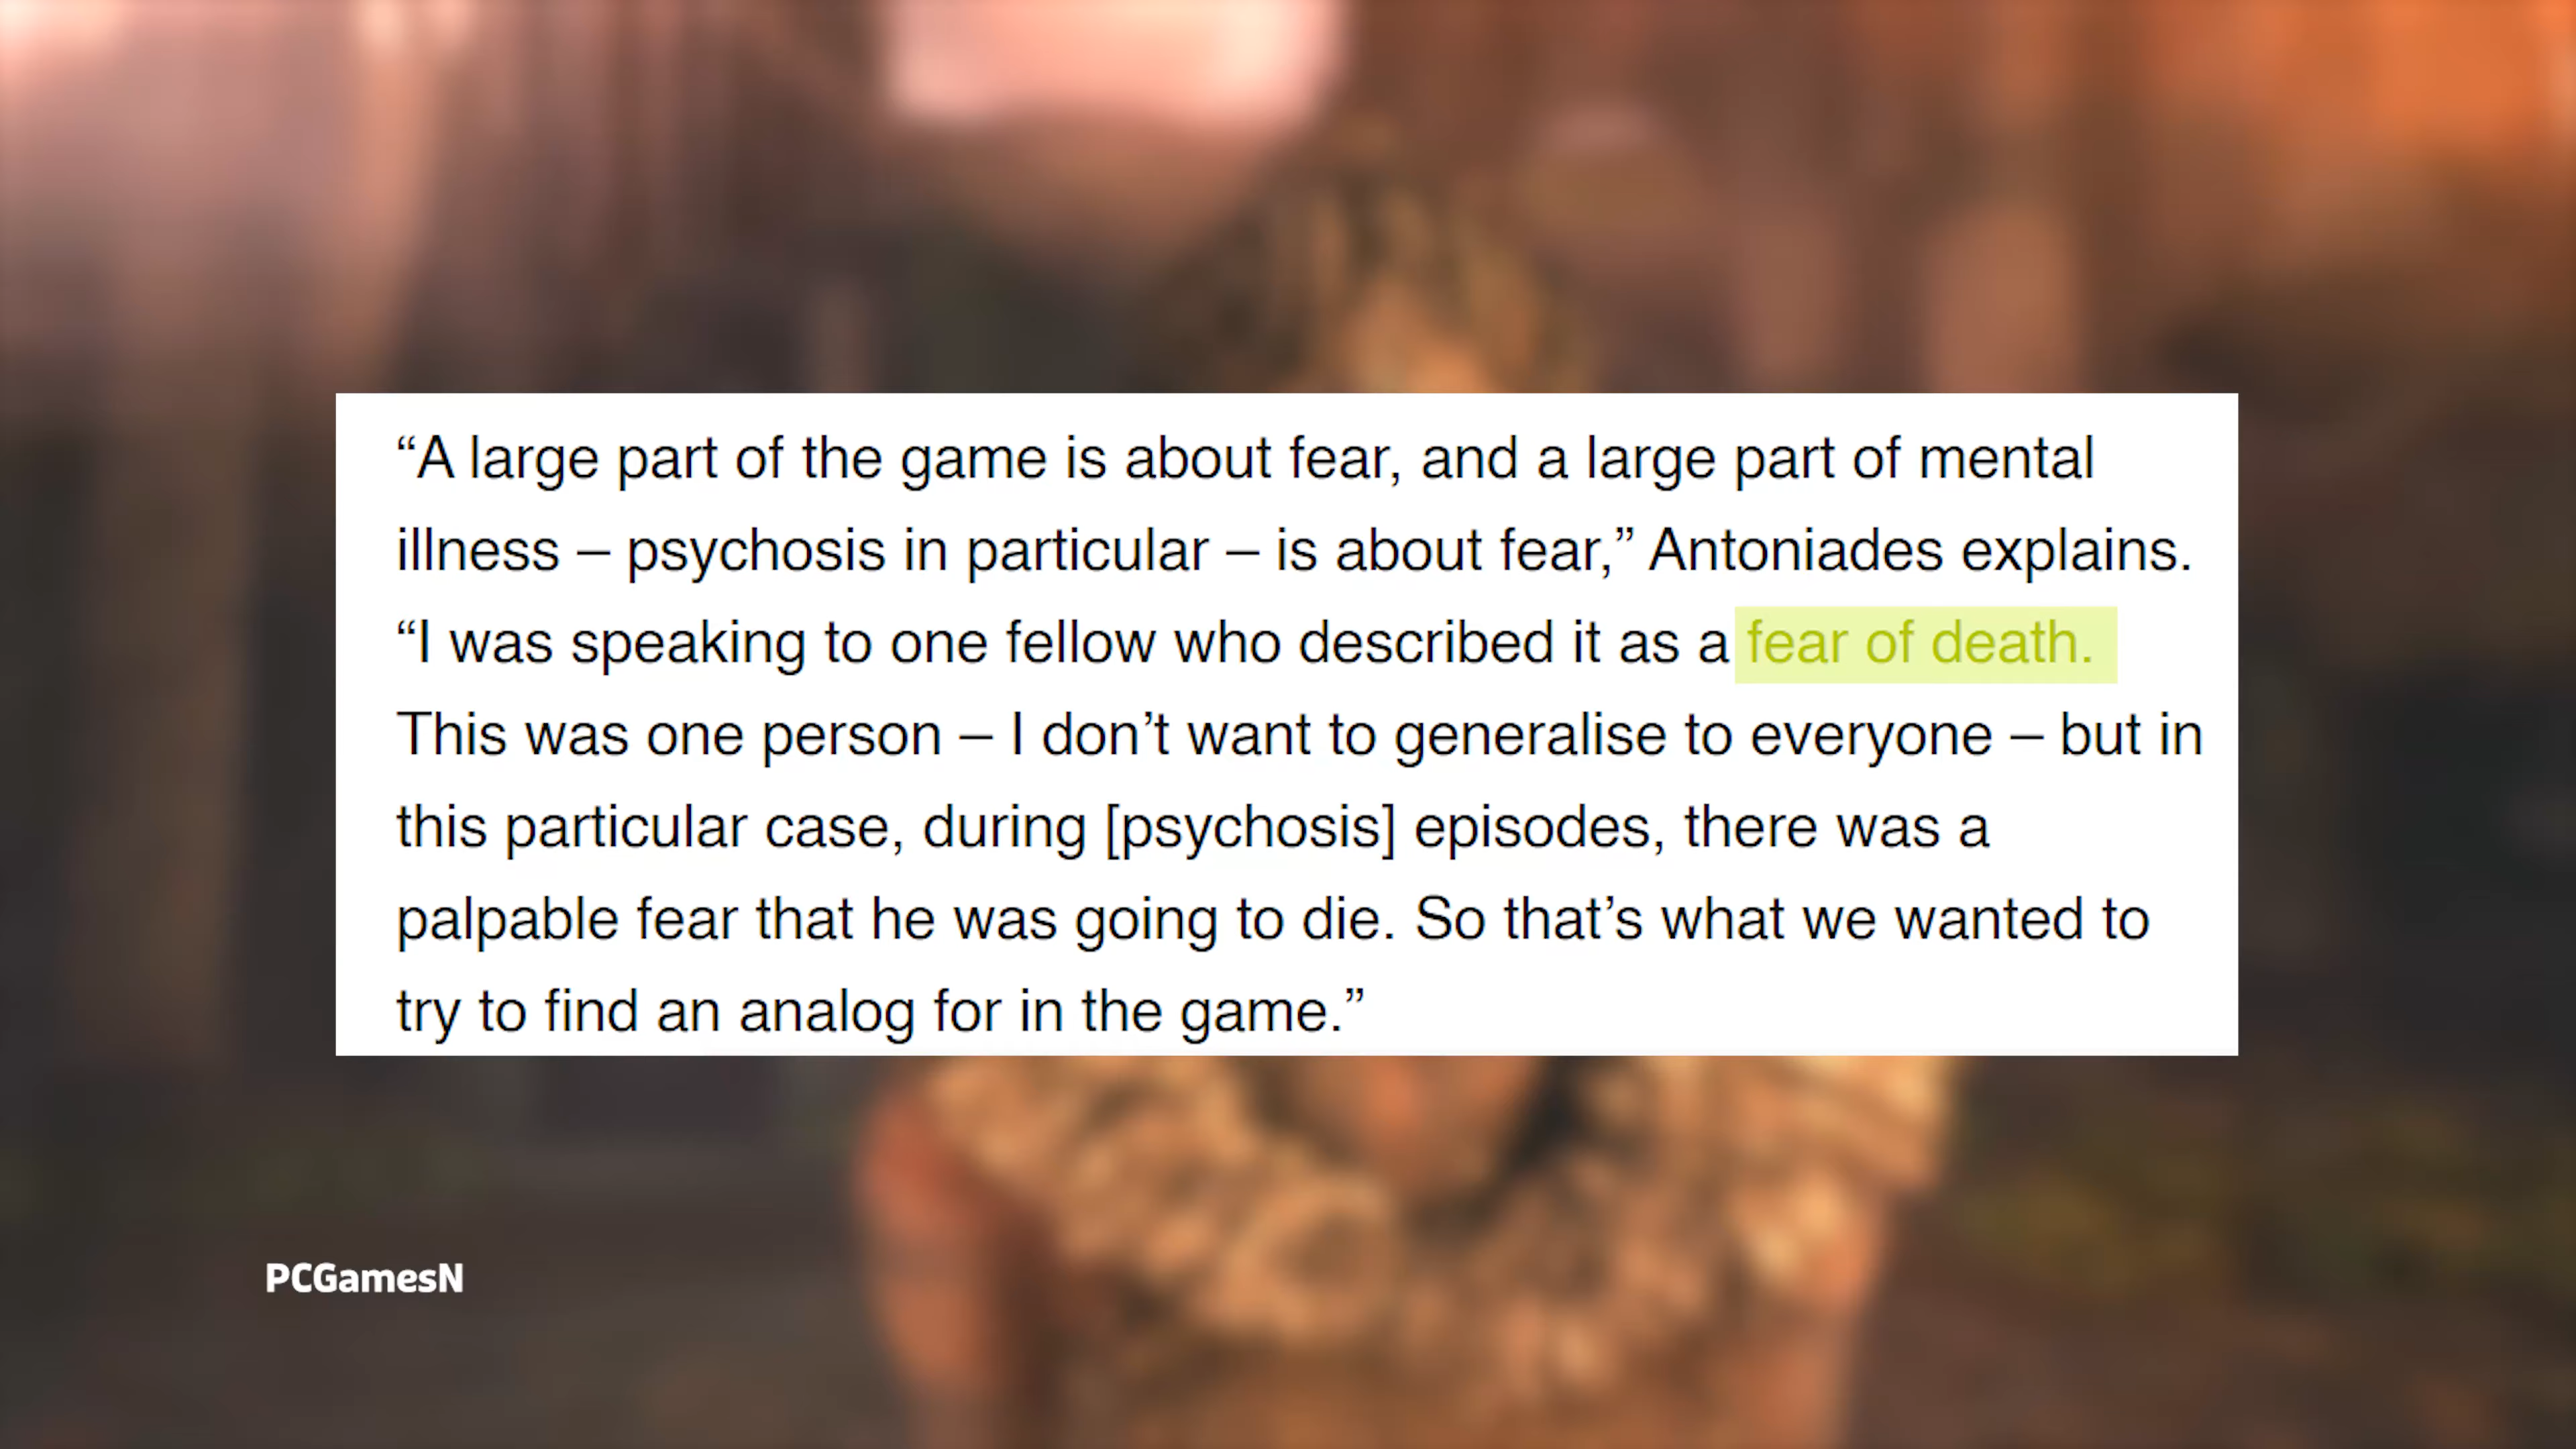 “A large part of the game is about fear, and a large part of mental
illness – psychosis in particular – is about fear,” Antoniades explains.
“I was speaking to one fellow who described it as a fear of death.
This was one person – I don’t want to generalise to everyone – but in
this particular case, during [psychosis] episodes, there was a
palpable fear that he was going to die. So that’s what we wanted to
try to find an analog for in the game.”
PCGamesN